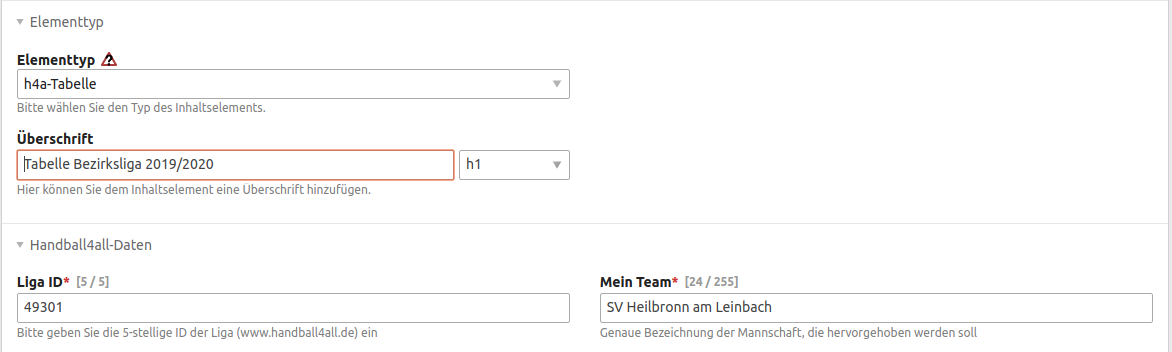 Elementtyp
Elementtyp
h4a-Tabelle
Bitte wählen Sie den Typ des Inhaltselements.
Überschrift
Tabelle Bezirksliga 2019/2020 h1
Hier können Sie dem Inhaltselement eine Überschrift hinzufügen.
Handball4all-Daten
Liga ID* [5 / 5] Mein Team* [24 / 255]
49301 SV Heilbronn am Leinbach
Bitte geben Sie die 5-stellige ID der Liga (www.handball4all.de) ein Genaue Bezeichnung der Mannschaft, die hervorgehoben werden soll